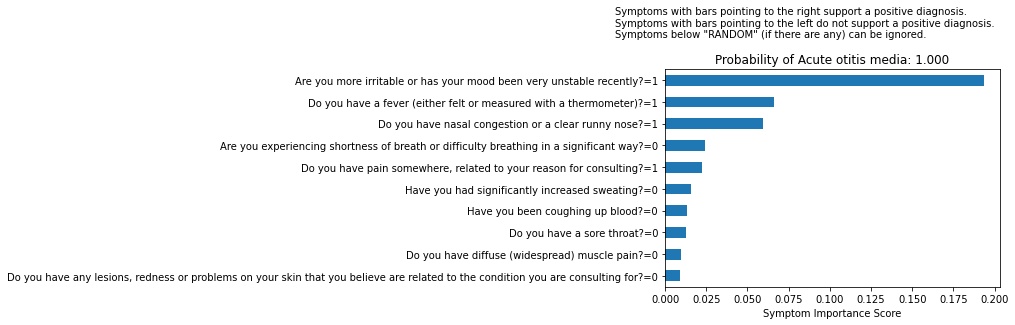 Symptoms with bars pointing to the right support a positive diagnosis.
Symptoms with bars pointing to the left do not support a positive diagnosis.
Symptoms below "RANDOM" (if there are any) can be ignored.
Probability of Acute otitis media: 1.000
Are you more irritable or has your mood been very unstable recently?=1
Do you have a fever (either felt or measured with a thermometer)?=1
Do you have nasal congestion or a clear runny nose?=1
Are you experiencing shortness of breath or difficulty breathing in a significant way?=0
Do you have pain somewhere, related to your reason for consulting?=1
Have you had significantly increased sweating?=0
Have you been coughing up blood?=0
Do you have a sore throat?=0
Do you have diffuse (widespread) muscle pain?=0
Do you have any lesions, redness or problems on your skin that you believe are related to the condition you are consulting for?=0
0.000 0.025 0.050 0.075 0.100 0.125 0.150 0.175 0.200
Symptom Importance Score